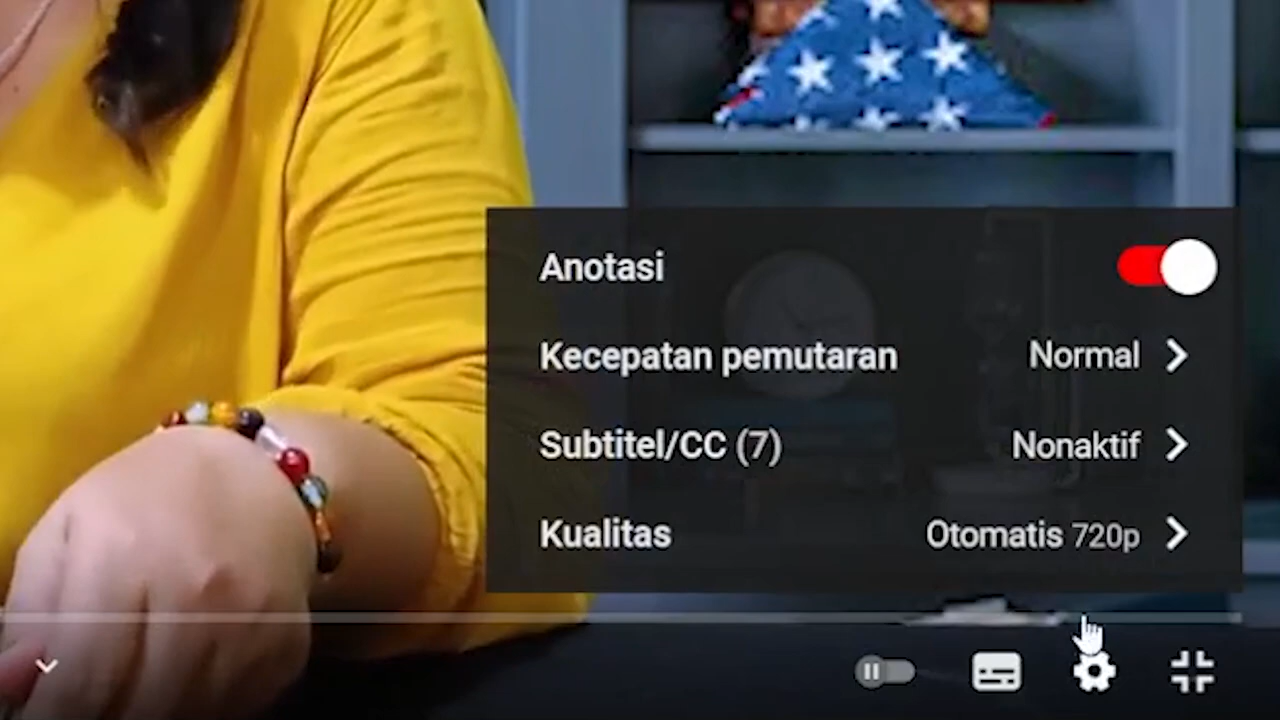 Anotasi
Kecepatan pemutaran Normal
Subtitel/CC (7) Nonaktif
Kualitas Otomatis 720p